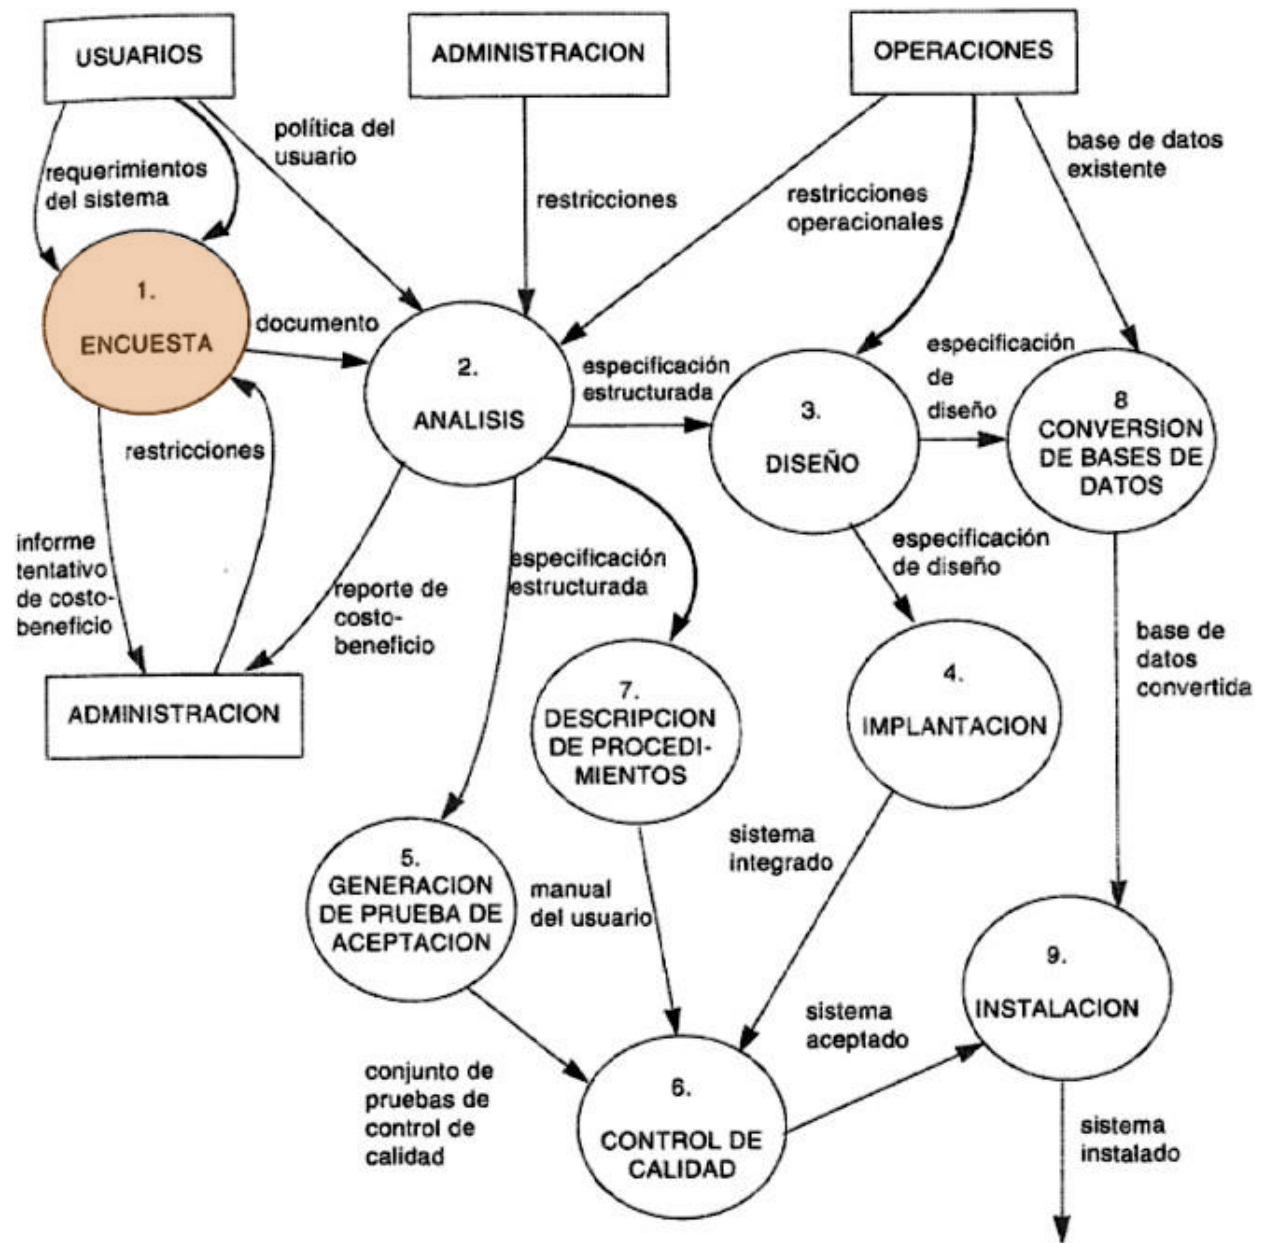 USUARIOS
ADMINISTRACION
OPERACIONES
política del
usuario
base de datos
existente
requerimientos
del sistema
restricciones
restricciones
operacionales
1.
ENCUESTA
documento
2.
ANALISIS
especificación
estructurada
3.
DISEÑO
especificación
de
diseño
8
CONVERSION
DE BASES DE
DATOS
restricciones
informe
tentativo
de costo-
beneficio
reporte de
costo-
beneficio
especificación
estructurada
especificación
de diseño
base de
datos
convertida
ADMINISTRACION
7.
DESCRIPCION
DE PROCEDI-
MIENTOS
4.
IMPLANTACION
5.
GENERACION
DE PRUEBA DE
ACEPTACION
manual
del usuario
sistema
integrado
9.
INSTALACION
sistema
aceptado
conjunto de
pruebas de
control de
calidad
6.
CONTROL DE
CALIDAD
sistema
instalado